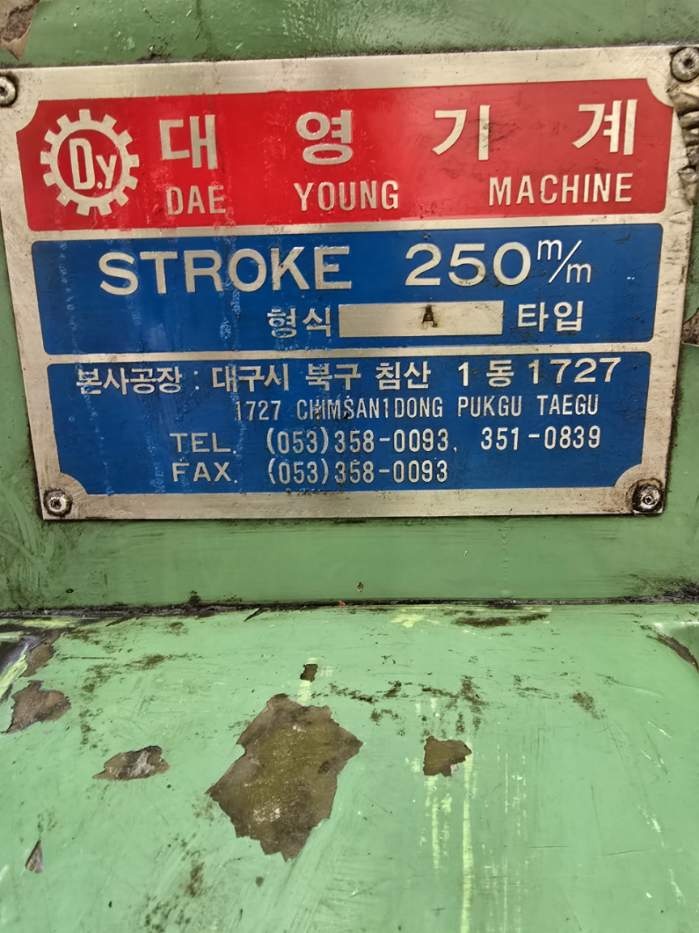 D.y 대영기계
DAE YOUNG MACHINE
STROKE 250 m/m
형식 A 타입
본사공장 : 대구시 북구 침산 1동 1727
1727 CHIMSAN1DONG PUKGU TAEGU
TEL. (053)358-0093, 351-0839
FAX. (053)358-0093